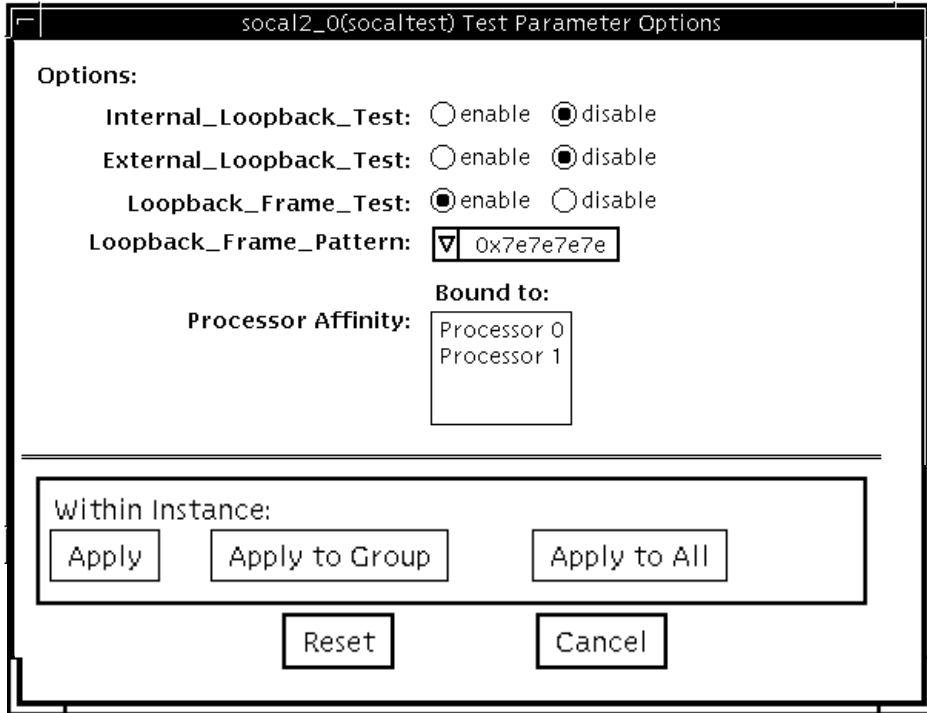 socal2_0(socaltest) Test Parameter Options
Options:
Internal_Loopback_Test: enable disable
External_Loopback_Test: enable disable
Loopback_Frame_Test: enable disable
Loopback_Frame_Pattern: 0x7e7e7e7e
Bound to:
Processor Affinity:
Processor 0
Processor 1
Within Instance:
Apply Apply to Group Apply to All
Reset Cancel